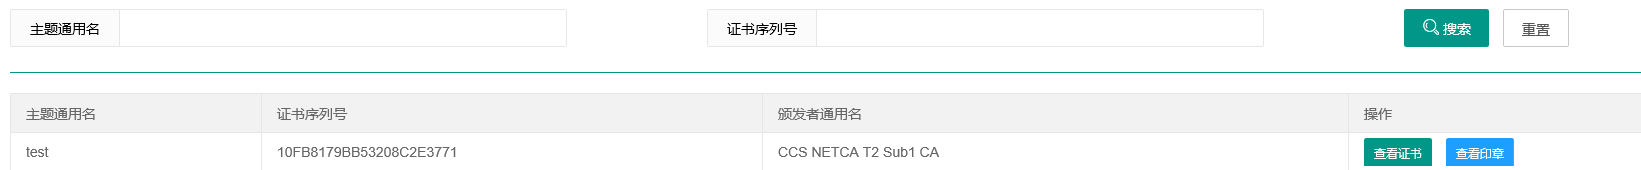 主题通用名 证书序列号 搜索 重置
主题通用名 证书序列号 颁发者通用名 操作
test 10FB8179BB53208C2E3771 CCS NETCA T2 Sub1 CA 查看证书 查看印章